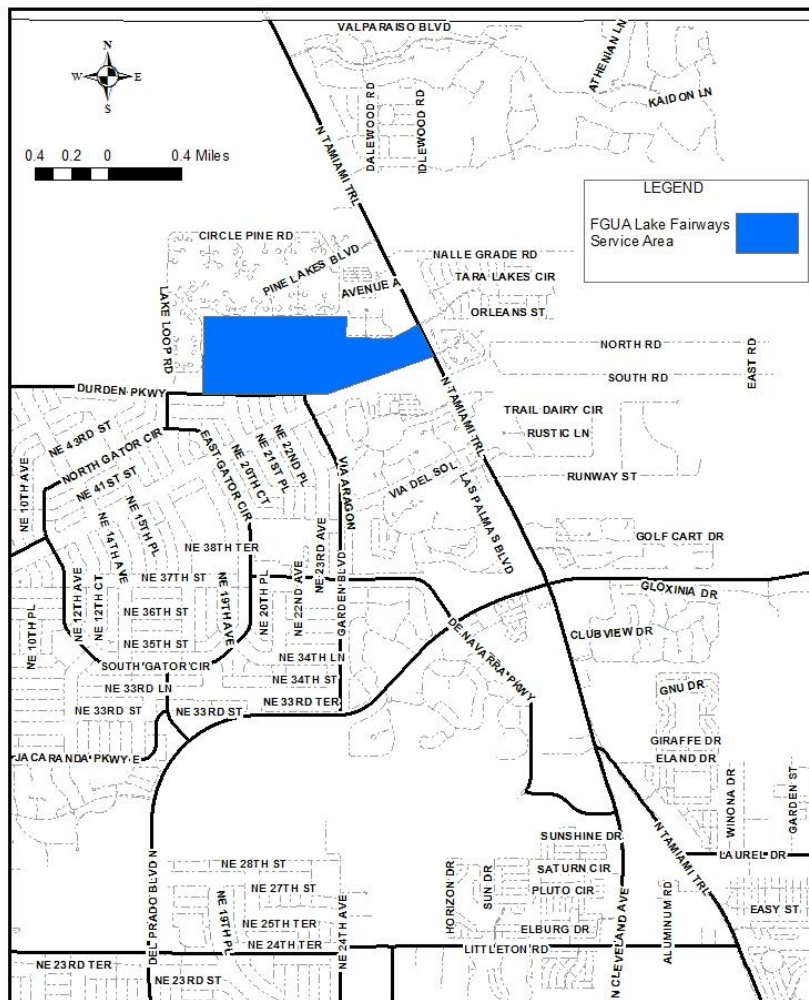 VALPARAISO BLVD
ATHENIAN LN
KAIDON LN
N
W E
S
DALEWOOD RD
IDLEWOOD RD
N TAMIAMI TRL
0.4 0.2 0 0.4 Miles
LEGEND
FGUA Lake Fairways
Service Area
CIRCLE PINE RD
PINE LAKES BLVD
NALLE GRADE RD
TARA LAKES CIR
AVENUE A
ORLEANS ST
LAKE LOOP RD
NORTH RD
EAST RD
SOUTH RD
DURDEN PKWY
N TAMIAMI TRL
TRAIL DAIRY CIR
RUSTIC LN
NE 43RD ST
NORTH GATOR CIR
NE 41ST ST
EAST GATOR CIR
NE 20TH CT
NE 21ST PL
NE 22ND PL
VIA ARAGON
VIA DEL SOL
LAS PALMAS BLVD
RUNWAY ST
NE 10TH AVE
NE 14TH AVE
NE 15TH PL
NE 38TH TER
NE 23RD AVE
GOLF CART DR
NE 37TH ST
GLOXINIA DR
NE 12TH AVE
NE 12TH CT
NE 36TH ST
NE 19TH AVE
NE 20TH PL
NE 22ND AVE
GARDEN BLVD
DE NAVARRA PKWY
NE 10TH PL
NE 35TH ST
CLUBVIEW DR
SOUTH GATOR CIR
NE 34TH LN
NE 34TH ST
NE 33RD LN
GNU DR
NE 33RD ST
NE 33RD ST
NE 33RD TER
GIRAFFE DR
ELAND DR
JACARANDA PKWY E
WINONA DR
GARDEN ST
SUNSHINE DR
N TAMIAMI TRL
LAUREL DR
NE 28TH ST
SATURN CIR
NE 27TH ST
HORIZON DR
SUN DR
PLUTO CIR
DEL PRADO BLVD N
NE 19TH PL
NE 25TH TER
NE 24TH AVE
ELBURG DR
N CLEVELAND AVE
ALUMINUM RD
EASY ST
NE 24TH TER
LITTLETON RD
NE 23RD TER
NE 23RD ST